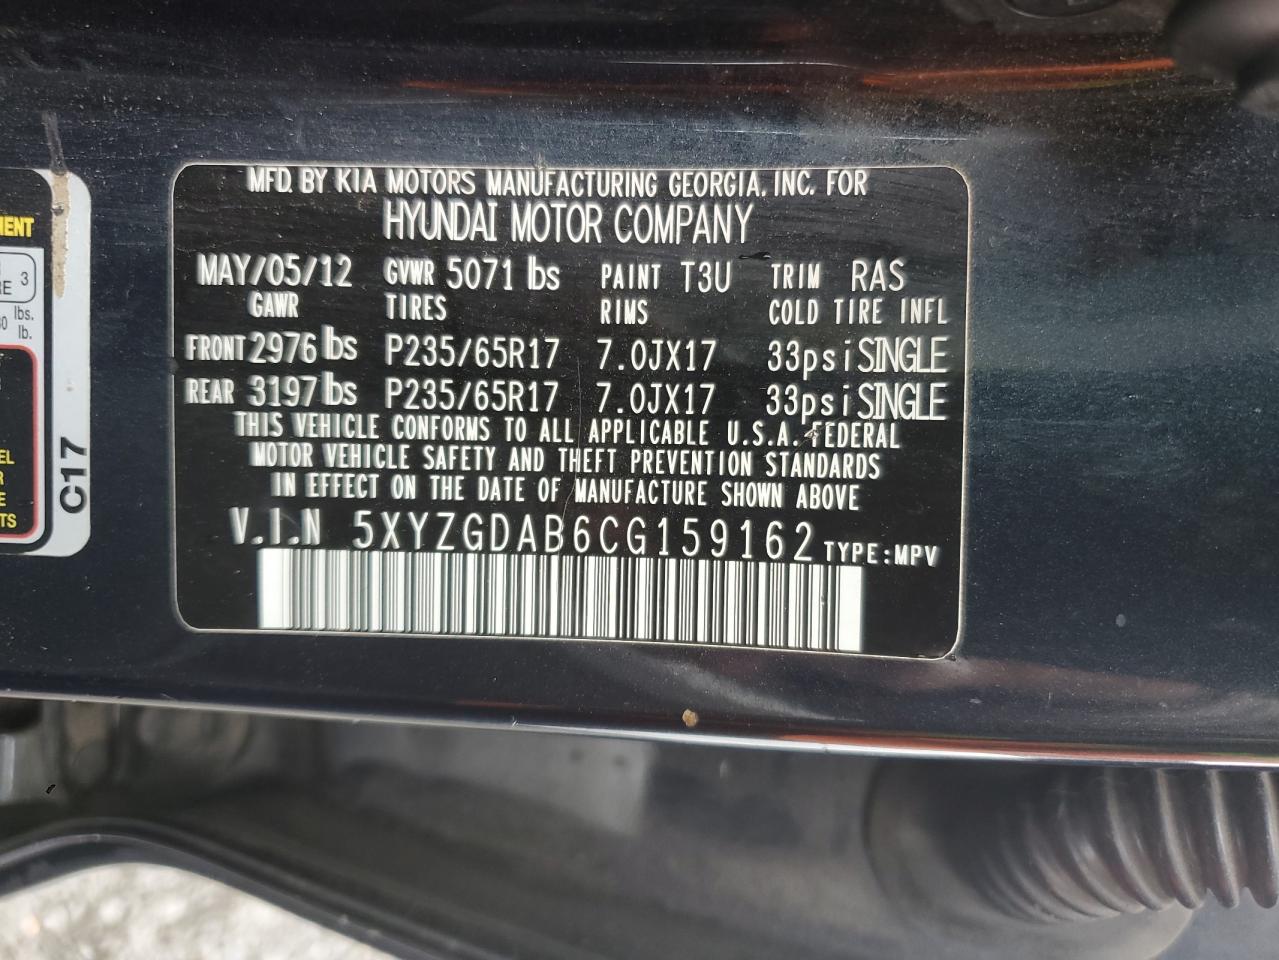 MFD. BY KIA MOTORS MANUFACTURING GEORGIA. INC. FOR
HYUNDAI MOTOR COMPANY
MAY/05/12 GVWR 5071 lbs PAINT T3U TRIM RAS
GAWR TIRES RIMS COLD TIRE INFL
FRONT 2976 lbs P235/65R17 7.0JX17 33psi SINGLE
REAR 3197 lbs P235/65R17 7.0JX17 33psi SINGLE
THIS VEHICLE CONFORMS TO ALL APPLICABLE U.S.A. FEDERAL
MOTOR VEHICLE SAFETY AND THEFT PREVENTION STANDARDS
IN EFFECT ON THE DATE OF MANUFACTURE SHOWN ABOVE
V.I.N 5XYZGDAB6CG159162 TYPE:MPV
3
lbs.
lb.
C17